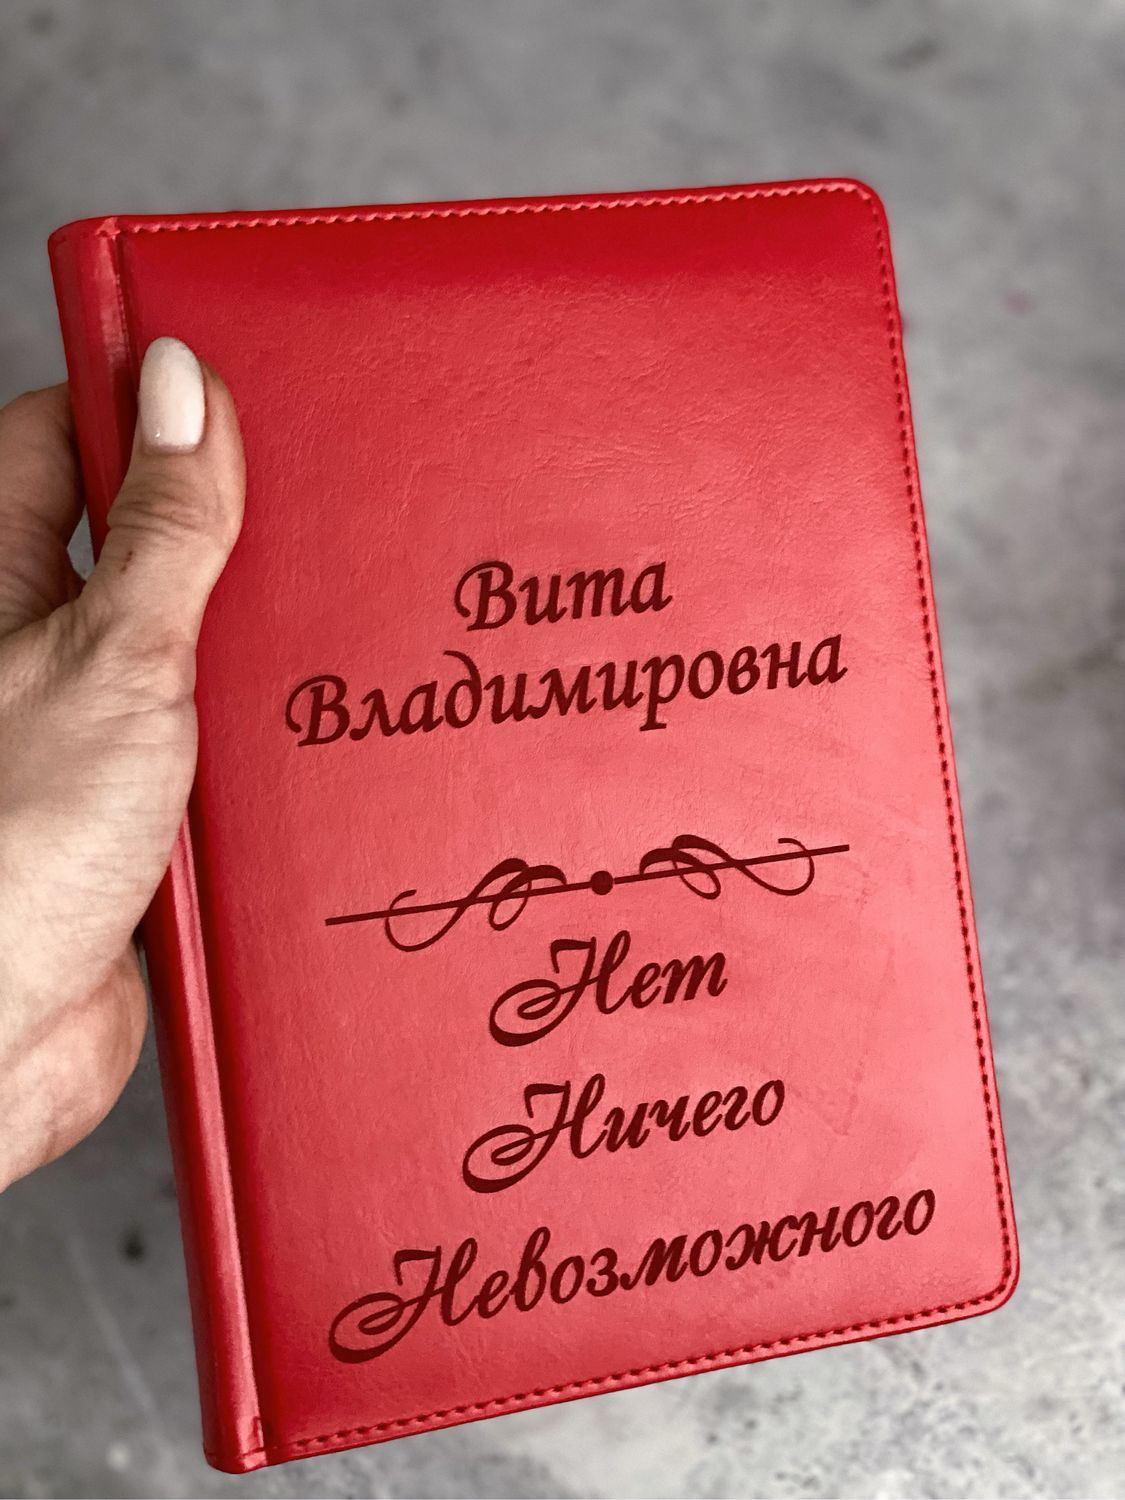 Вита
Владимировна
Нет
Ничего
Невозможного